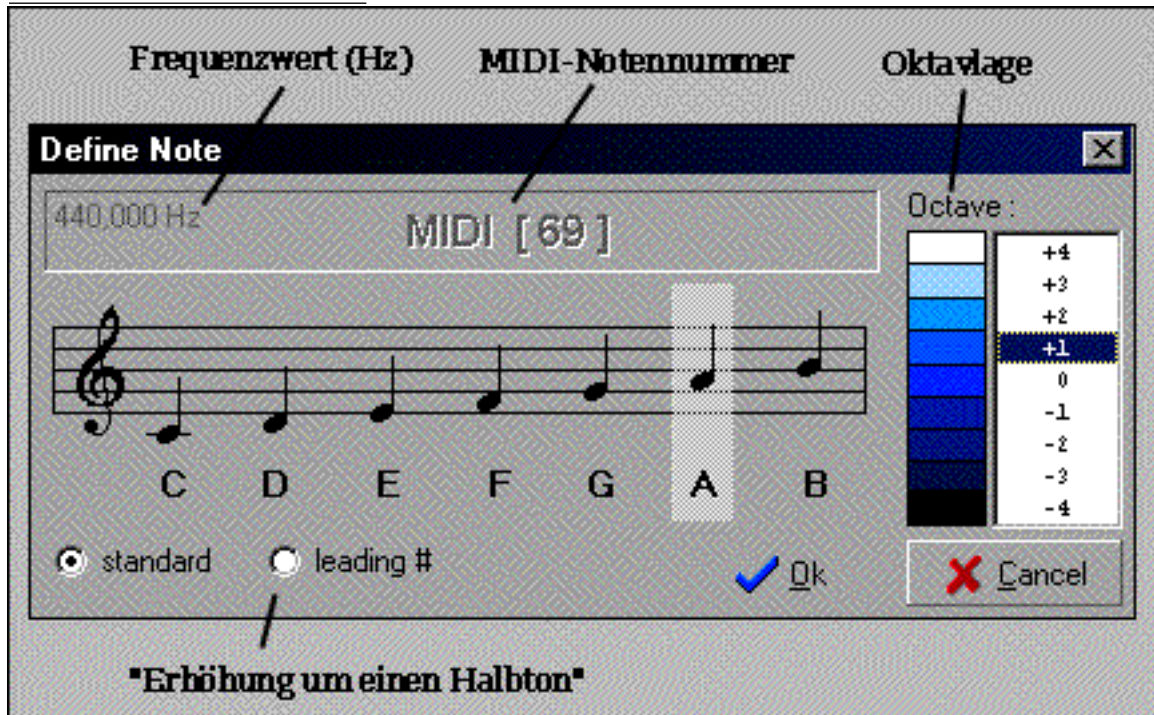 Frequenzwert (Hz) MIDI-Notennummer Oktavlage
Define Note
440,000 Hz MIDI [ 69 ] Octave :
+4
+3
+2
+1
0
-1
-2
-3
-4
C D E F G A B
standard leading # Ok Cancel
"Erhöhung um einen Halbton"